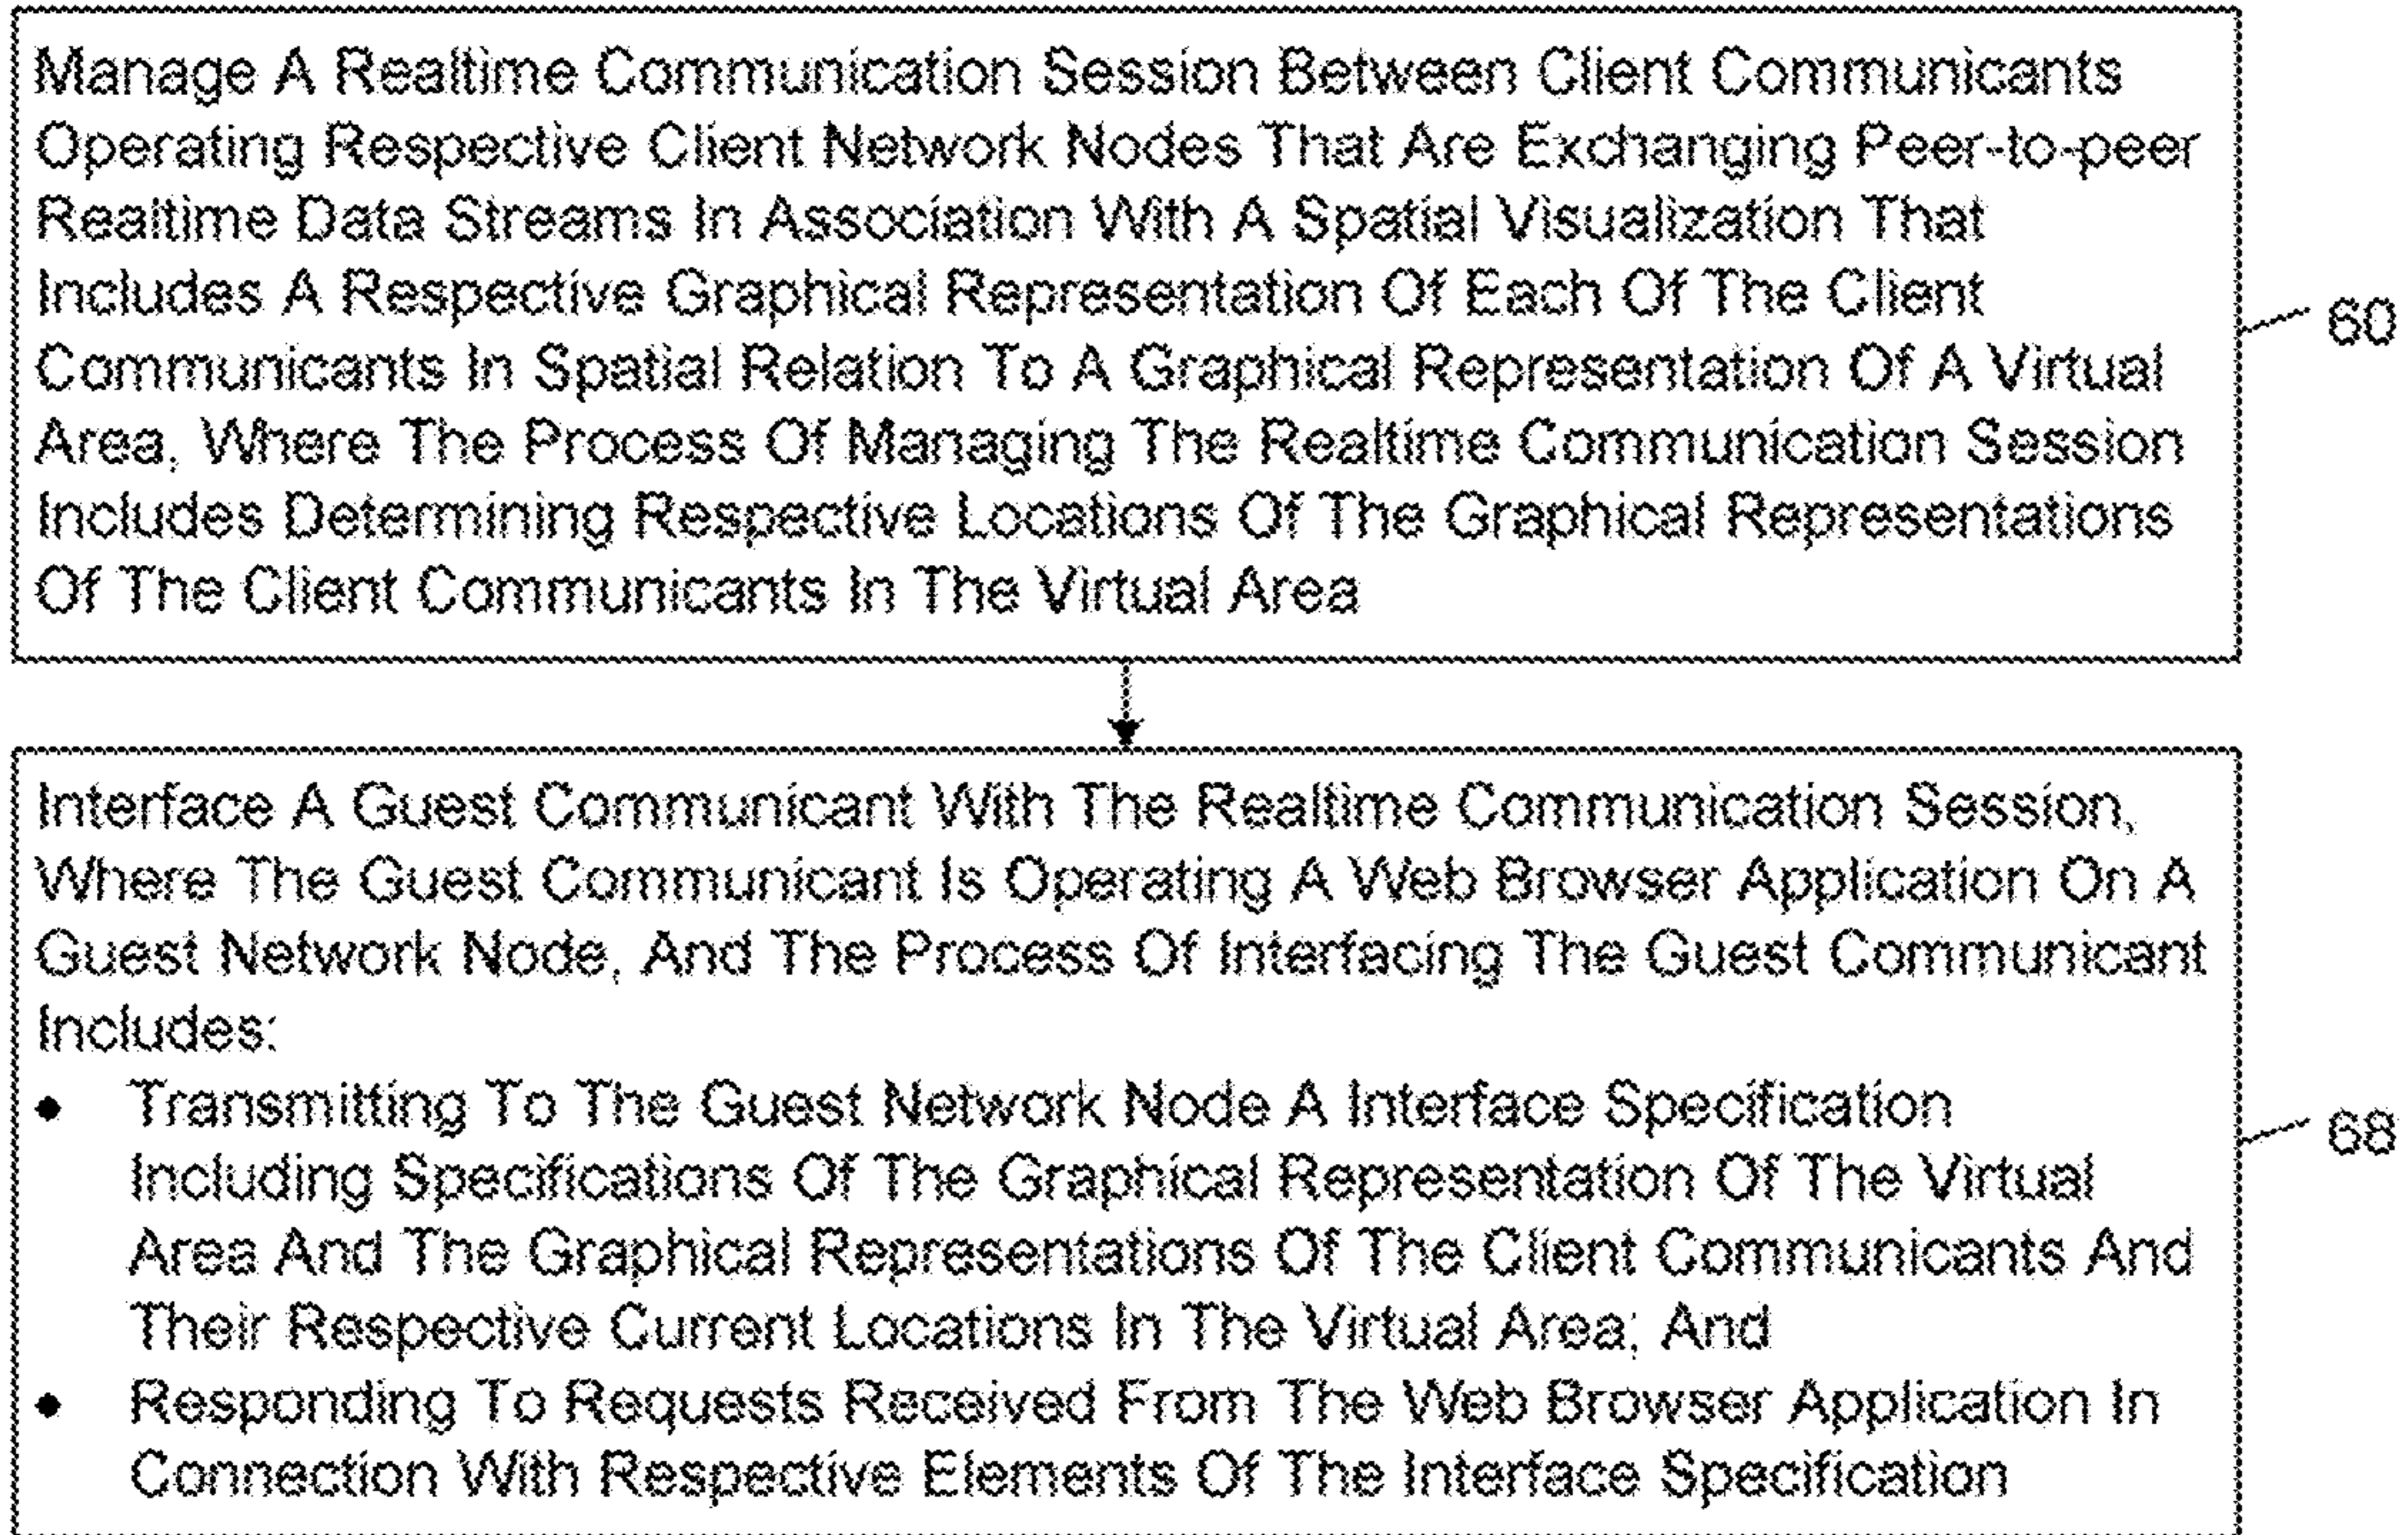 Manage A Realtime Communication Session Between Client Communicants
Operating Respective Client Network Nodes That Are Exchanging Peer-to-peer
Realtime Data Streams In Association With A Spatial Visualization That
Includes A Respective Graphical Representation Of Each Of The Client
Communicants In Spatial Relation To A Graphical Representation Of A Virtual
Area, Where The Process Of Managing The Realtime Communication Session
Includes Determining Respective Locations Of The Graphical Representations
Of The Client Communicants In The Virtual Area
60
Interface A Guest Communicant With The Realtime Communication Session,
Where The Guest Communicant Is Operating A Web Browser Application On A
Guest Network Node, And The Process Of Interfacing The Guest Communicant
Includes:
• Transmitting To The Guest Network Node A Interface Specification
Including Specifications Of The Graphical Representation Of The Virtual
Area And The Graphical Representations Of The Client Communicants And
Their Respective Current Locations In The Virtual Area; And
• Responding To Requests Received From The Web Browser Application In
Connection With Respective Elements Of The Interface Specification
68